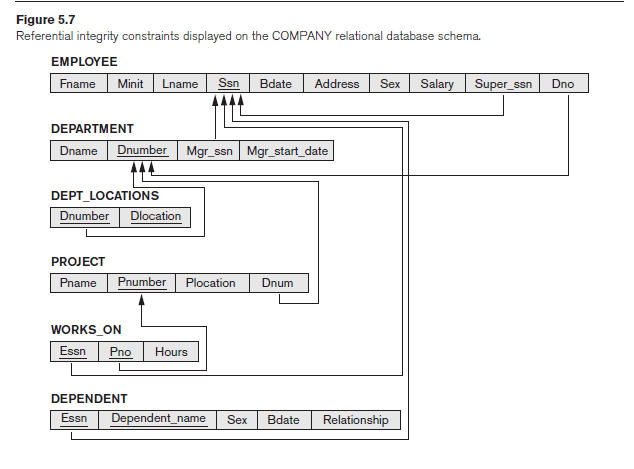 Figure 5.7
Referential integrity constraints displayed on the COMPANY relational database schema.
EMPLOYEE
Fname Minit Lname Ssn Bdate Address Sex Salary Super_ssn Dno
DEPARTMENT
Dname Dnumber Mgr_ssn Mgr_start_date
DEPT_LOCATIONS
Dnumber Dlocation
PROJECT
Pname Pnumber Plocation Dnum
WORKS_ON
Essn Pno Hours
DEPENDENT
Essn Dependent_name Sex Bdate Relationship